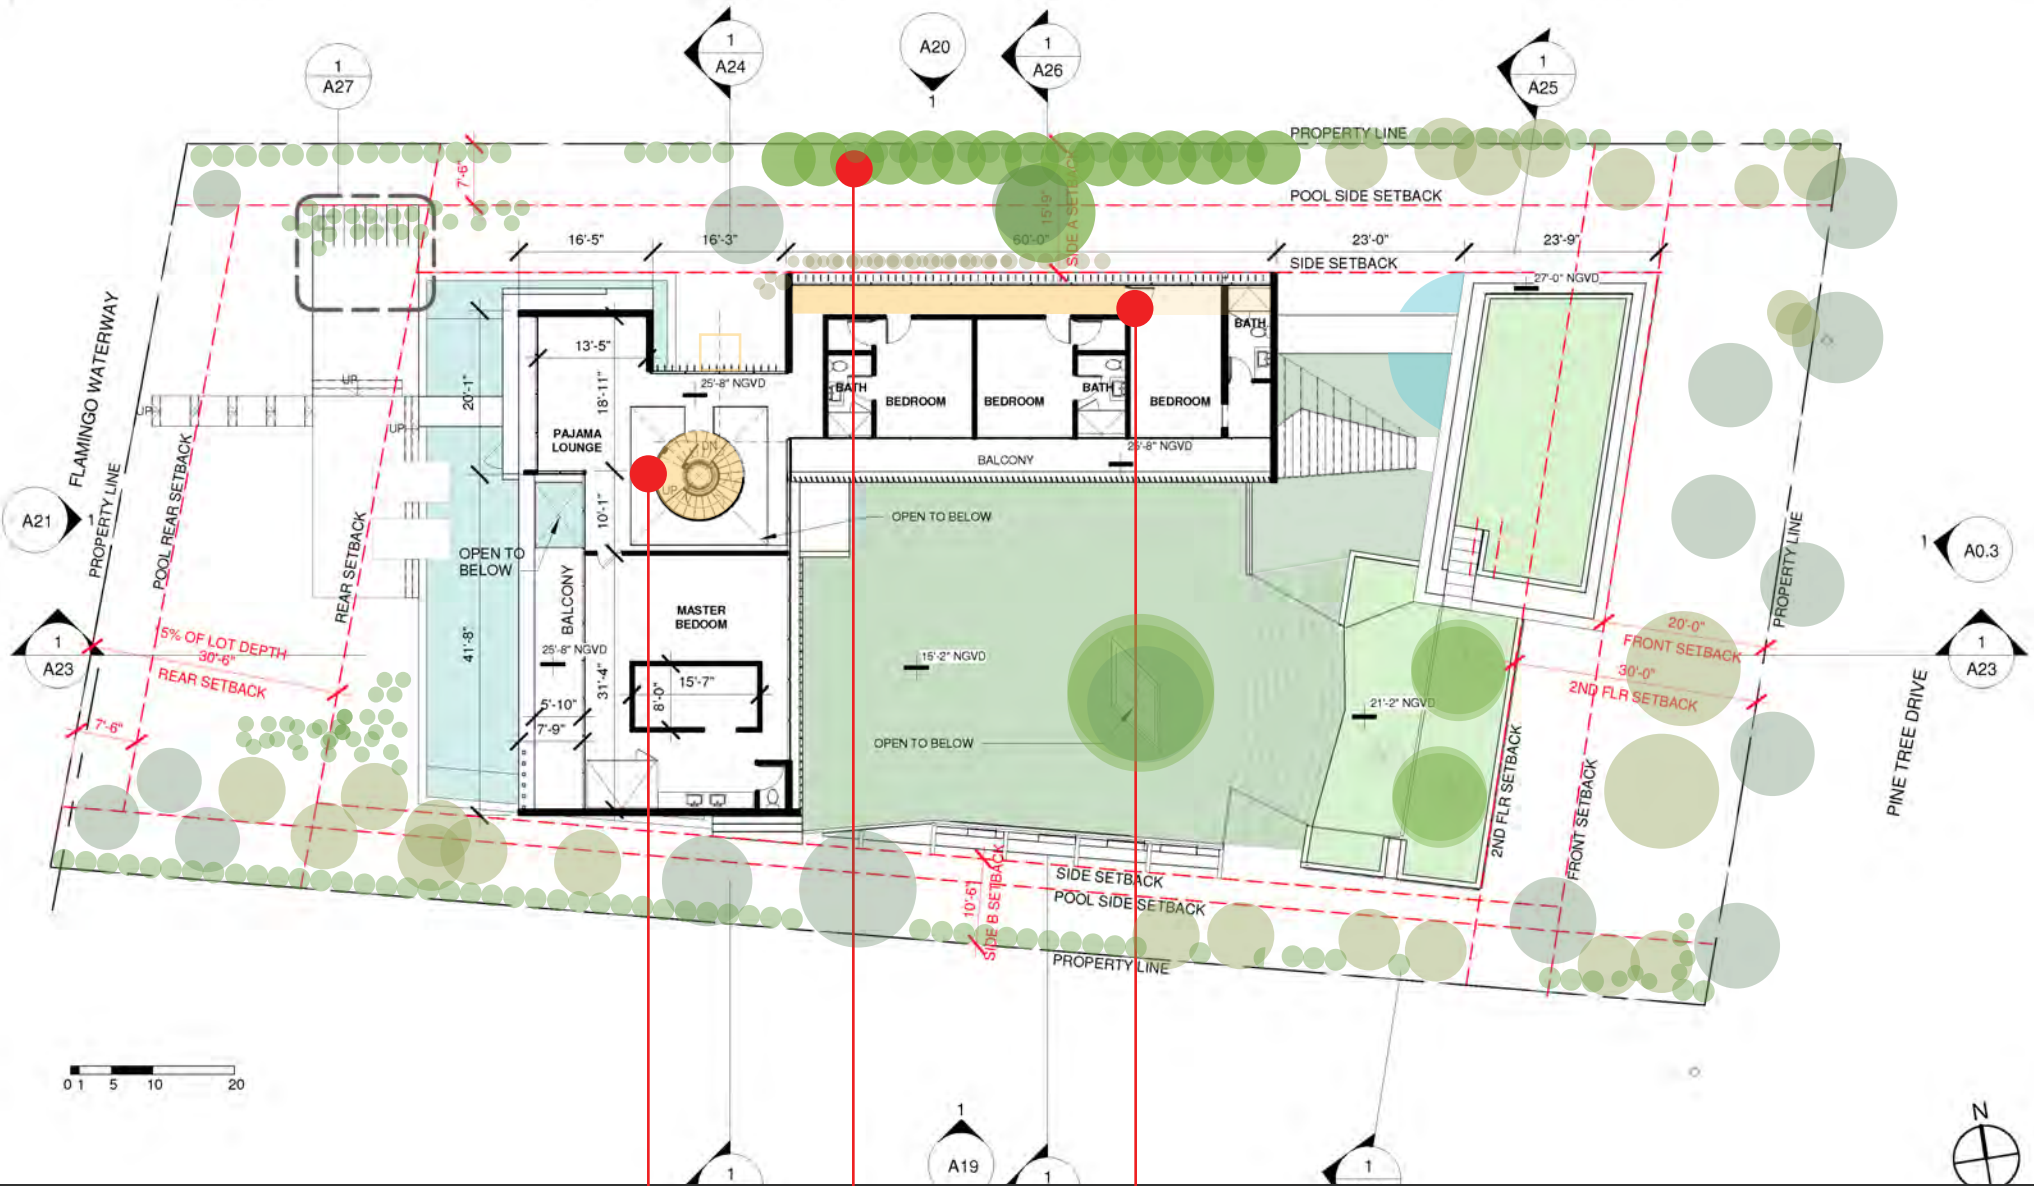 1
A27
1
A24
A20
1
1
A26
1
A25
PROPERTY LINE
7'-6"
POOL SIDE SETBACK
15'-9"
SIDE A SETBACK
16'-5"
16'-3"
60'-0"
23'-0"
23'-9"
SIDE SETBACK
27'-0" NGVD
FLAMINGO WATERWAY
PROPERTY LINE
POOL REAR SETBACK
REAR SETBACK
UP
UP
UP
20'-1"
13'-5"
18'-11"
25'-8" NGVD
PAJAMA
LOUNGE
DN
UP
BATH
BEDROOM
BEDROOM
BATH
BEDROOM
BATH
25'-8" NGVD
BALCONY
A21
1
10'-1"
OPEN TO BELOW
OPEN TO
BELOW
BALCONY
MASTER
BEDOOM
PROPERTY LINE
1
A0.3
1
A23
15% OF LOT DEPTH
30'-6"
REAR SETBACK
7'-6"
41'-8"
25'-8" NGVD
31'-4"
15'-7"
8'-0"
5'-10"
7'-9"
15'-2" NGVD
OPEN TO BELOW
21'-2" NGVD
20'-0"
FRONT SETBACK
30'-0"
2ND FLR SETBACK
1
A23
2ND FLR SETBACK
FRONT SETBACK
PINE TREE DRIVE
10'-6"
SIDE B SETBACK
SIDE SETBACK
POOL SIDE SETBACK
PROPERTY LINE
0 1 5 10 20
1
1
A19
1
1
N